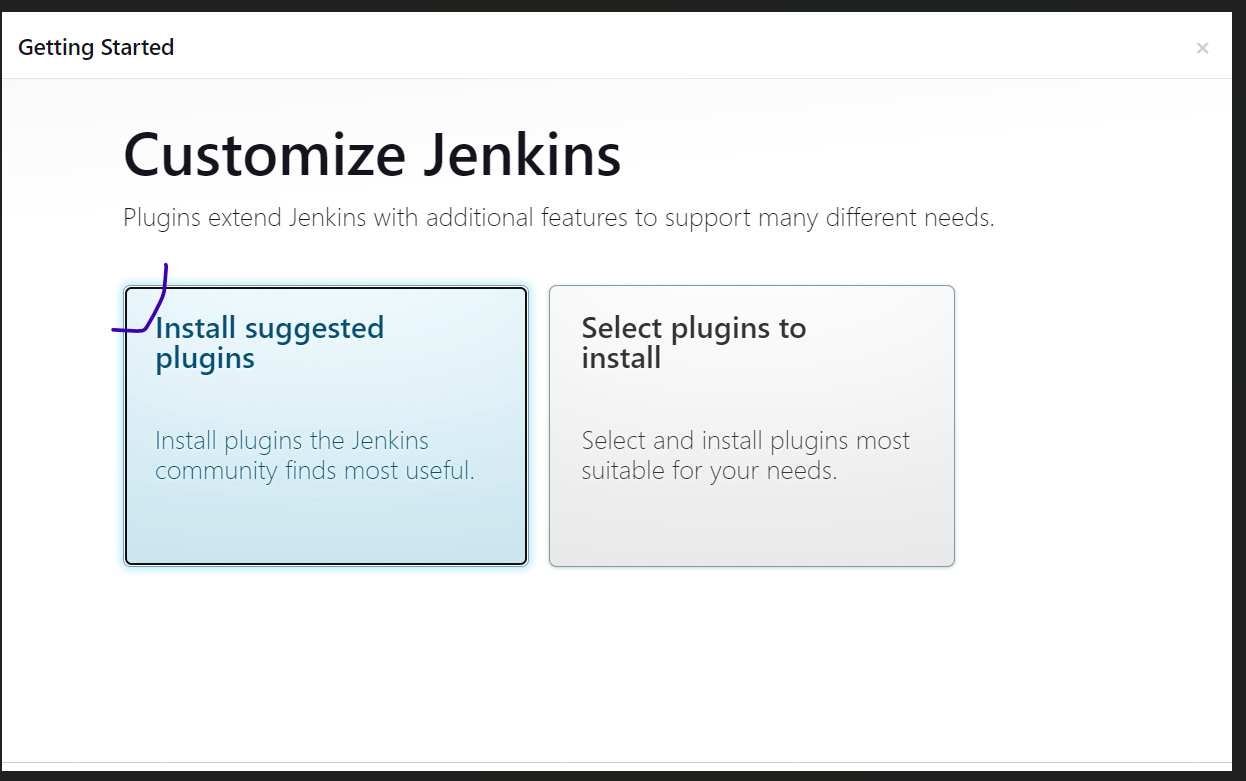 Getting Started
×
Customize Jenkins
Plugins extend Jenkins with additional features to support many different needs.
Install suggested
plugins
Install plugins the Jenkins
community finds most useful.
Select plugins to
install
Select and install plugins most
suitable for your needs.